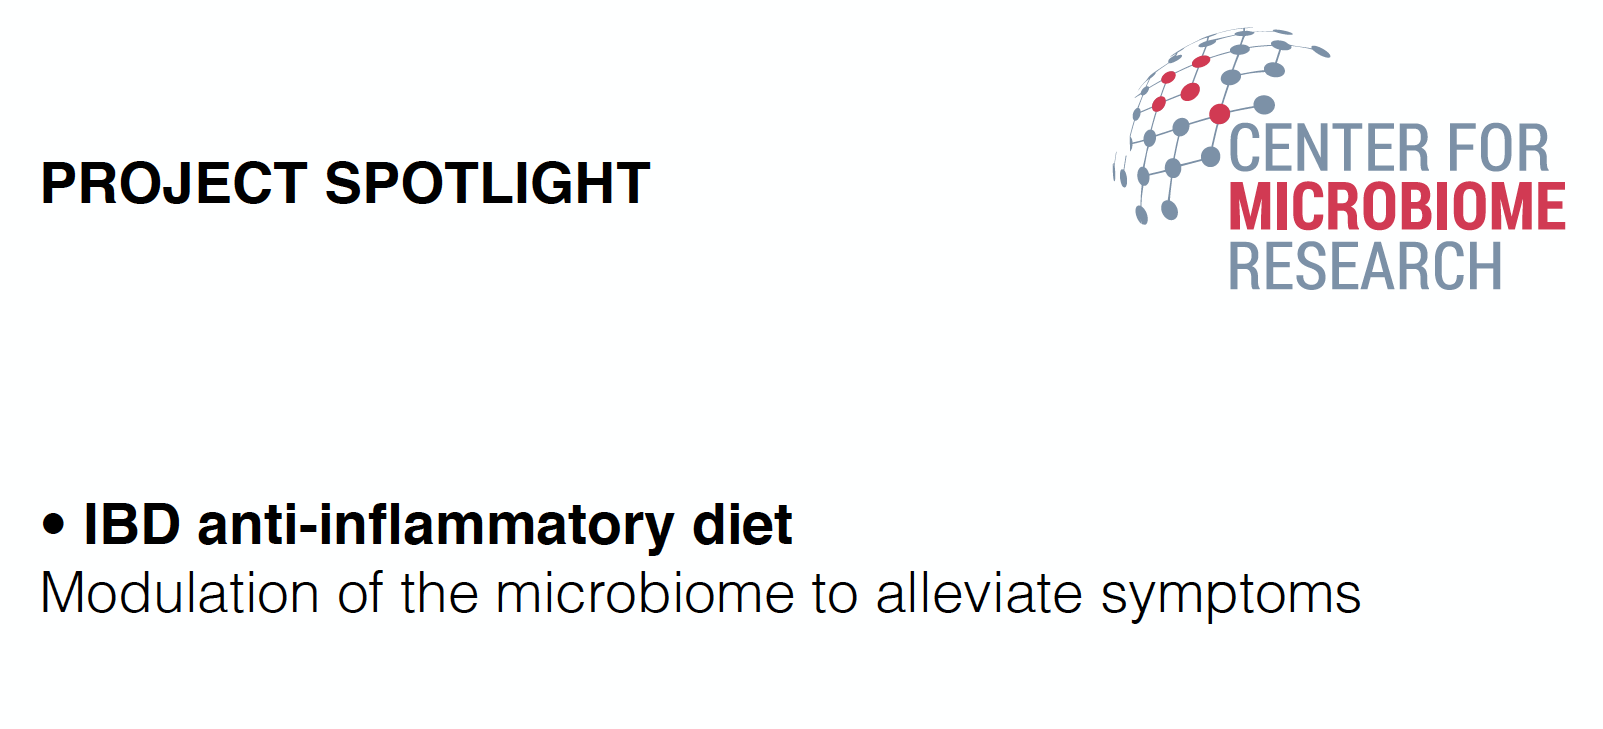 PROJECT SPOTLIGHT
CENTER FOR
MICROBIOME
RESEARCH
• IBD anti-inflammatory diet
Modulation of the microbiome to alleviate symptoms